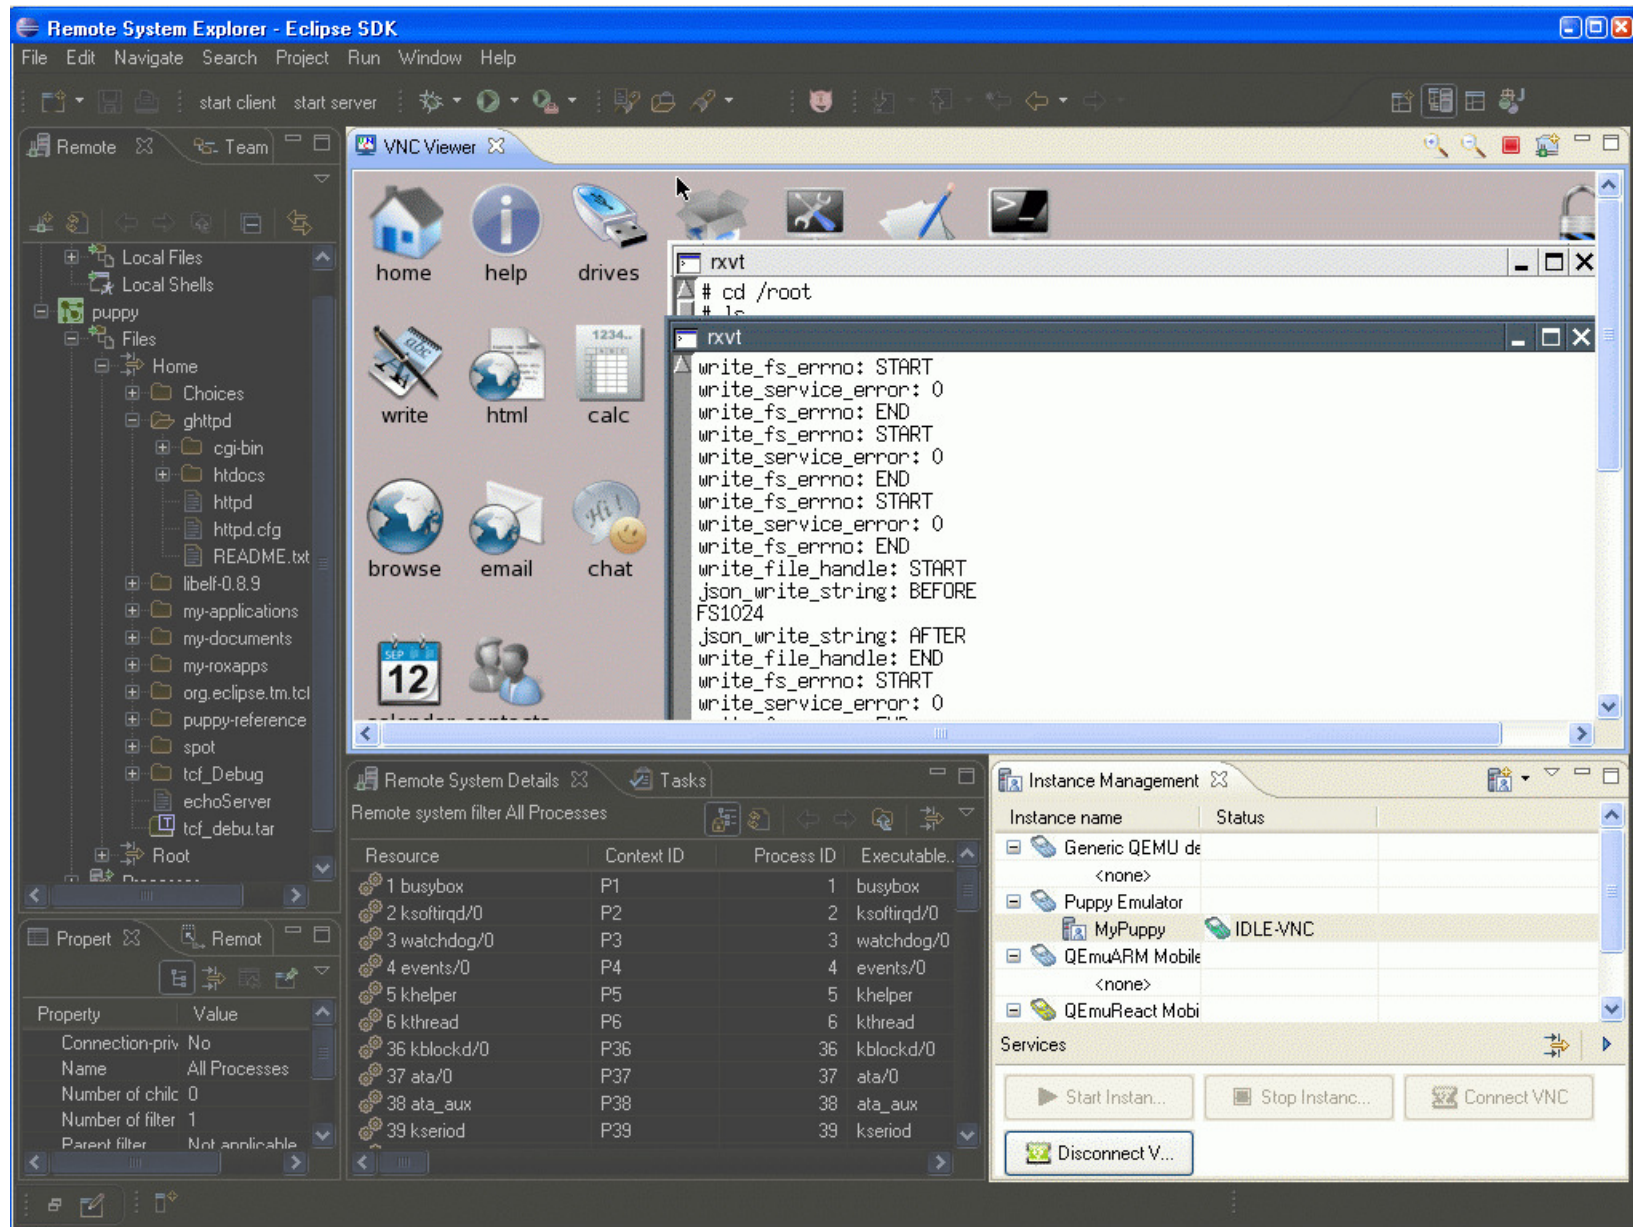 Remote System Explorer - Eclipse SDK
File Edit Navigate Search Project Run Window Help
start client start server
Remote Team
Local Files
Local Shells
puppy
Files
Home
Choices
ghttpd
cgi-bin
htdocs
httpd
httpd.cfg
README.txt
libelf-0.8.9
my-applications
my-documents
my-roxapps
org.eclipse.tm.tcl
puppy-reference
spot
tcf_Debug
echoServer
tcf_debu.tar
Root
VNC Viewer
home help drives
write html calc
1234..
browse email chat
Hi!
SEP
12
calendar contacts
rxvt
# cd /root
# ls
rxvt
write_fs_errno: START
write_service_error: 0
write_fs_errno: END
write_fs_errno: START
write_service_error: 0
write_fs_errno: END
write_fs_errno: START
write_service_error: 0
write_fs_errno: END
write_file_handle: START
json_write_string: BEFORE
FS1024
json_write_string: AFTER
write_file_handle: END
write_fs_errno: START
write_service_error: 0
Propert Remot
Property Value
Connection-priv No
Name All Processes
Number of chilc 0
Number of filter 1
Parent filter Not applicable
Remote System Details Tasks
Remote system filter All Processes
Resource Context ID Process ID Executable..
1 busybox P1 1 busybox
2 ksoftirqd/0 P2 2 ksoftirqd/0
3 watchdog/0 P3 3 watchdog/0
4 events/0 P4 4 events/0
5 khelper P5 5 khelper
6 kthread P6 6 kthread
36 kblockd/0 P36 36 kblockd/0
37 ata/0 P37 37 ata/0
38 ata_aux P38 38 ata_aux
39 kseriod P39 39 kseriod
Instance Management
Instance name Status
Generic QEMU de
<none>
Puppy Emulator
MyPuppy IDLE-VNC
QEmuARM Mobile
<none>
QEmuReact Mobi
Services
Start Instan... Stop Instanc... Connect VNC
Disconnect V...